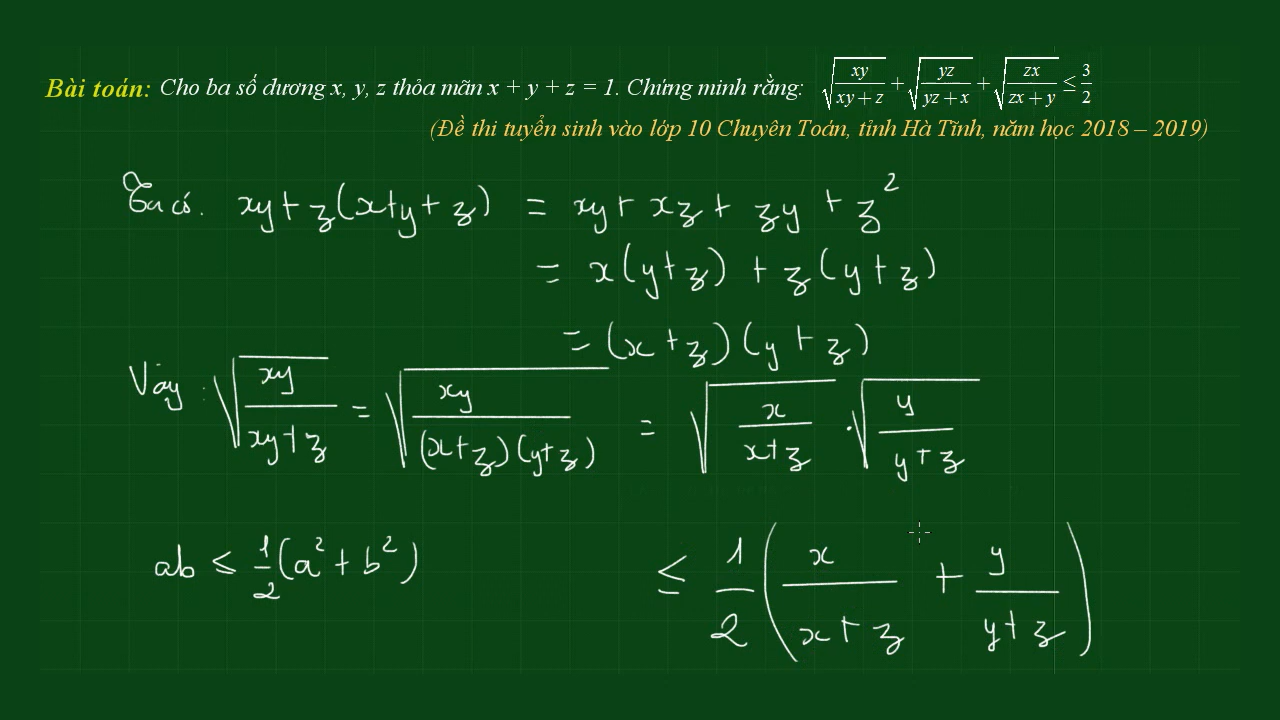 Bài toán: Cho ba số dương x, y, z thỏa mãn x + y + z = 1. Chứng minh rằng: √(xy/(xy + z)) + √(yz/(yz + x)) + √(zx/(zx + y)) ≤ 3/2
(Đề thi tuyển sinh vào lớp 10 Chuyên Toán, tỉnh Hà Tĩnh, năm học 2018 – 2019)
Ta có. xy + z(x+y+z) = xy + xz + zy + z²
= x(y+z) + z(y+z)
= (x+z)(y+z)
Vậy : √(xy/(xy+z)) = √(xy/((x+z)(y+z))) = √(x/(x+z)) . √(y/(y+z))
ab ≤ 1/2 (a² + b²) ≤ 1/2 (x/(x+z) + y/(y+z))